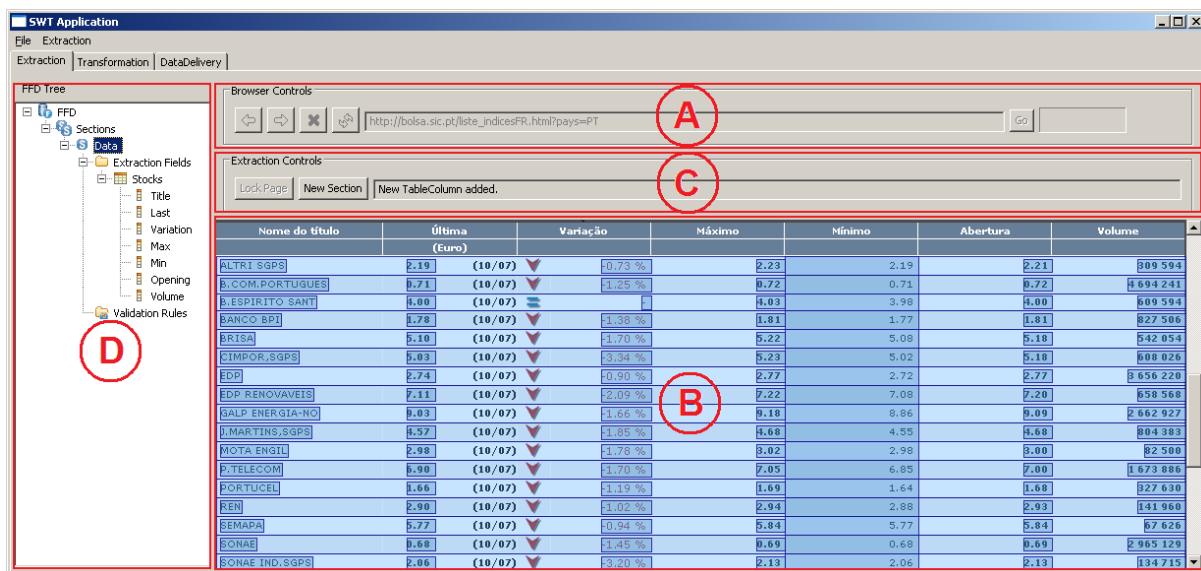 SWT Application
File Extraction
Extraction Transformation DataDelivery
FFD Tree
FFD
Sections
Data
Extraction Fields
Stocks
Title
Last
Variation
Max
Min
Opening
Volume
Validation Rules
D
Browser Controls
http://bolsa.sic.pt/liste_indicesFR.html?pays=PT
Go
A
Extraction Controls
Lock Page New Section New TableColumn added.
C
Nome do título Última Variação Máximo Mínimo Abertura Volume
(Euro)
ALTRI SGPS 2.19 (10/07) -0.73 % 2.23 2.19 2.21 309 594
B.COM.PORTUGUES 0.71 (10/07) -1.25 % 0.72 0.71 0.72 4 694 241
B.ESPIRITO SANT 4.00 (10/07) - 4.03 3.98 4.00 609 594
BANCO BPI 1.78 (10/07) -1.38 % 1.81 1.77 1.81 827 506
BRISA 5.10 (10/07) -1.70 % 5.22 5.08 5.18 542 054
CIMPOR,SGPS 5.03 (10/07) -3.34 % 5.23 5.02 5.18 608 026
EDP 2.74 (10/07) -0.90 % 2.77 2.72 2.77 3 656 220
EDP RENOVAVEIS 7.11 (10/07) -2.09 % 7.22 7.08 7.20 658 568
GALP ENERGIA-NO 9.03 (10/07) -1.66 % 9.18 8.86 9.09 2 662 927
J.MARTINS,SGPS 4.57 (10/07) -1.85 % 4.68 4.55 4.68 804 383
MOTA ENGIL 2.98 (10/07) -1.78 % 3.02 2.98 3.00 82 500
P.TELECOM 6.90 (10/07) -1.70 % 7.05 6.85 7.00 1 673 886
PORTUCEL 1.66 (10/07) -1.19 % 1.69 1.64 1.68 327 630
REN 2.90 (10/07) -1.02 % 2.94 2.88 2.93 141 960
SEMAPA 5.77 (10/07) -0.94 % 5.84 5.77 5.84 67 626
SONAE 0.68 (10/07) -1.45 % 0.69 0.68 0.69 2 965 129
SONAE IND.SGPS 2.06 (10/07) -3.20 % 2.13 2.06 2.13 134 715
B